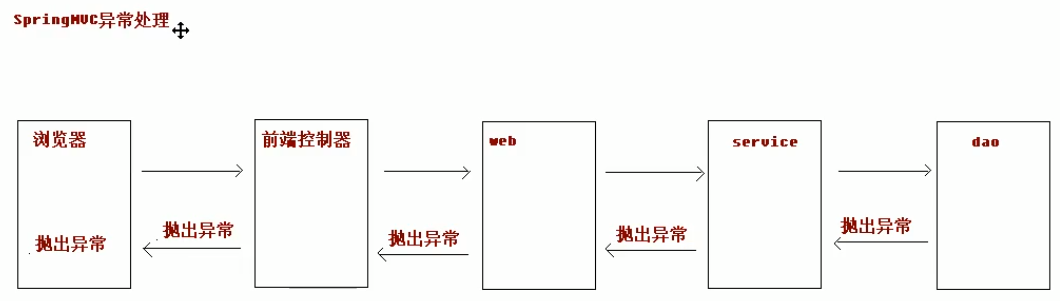 SpringMVC异常处理
浏览器
前端控制器
web
service
dao
抛出异常
抛出异常
抛出异常
抛出异常
抛出异常